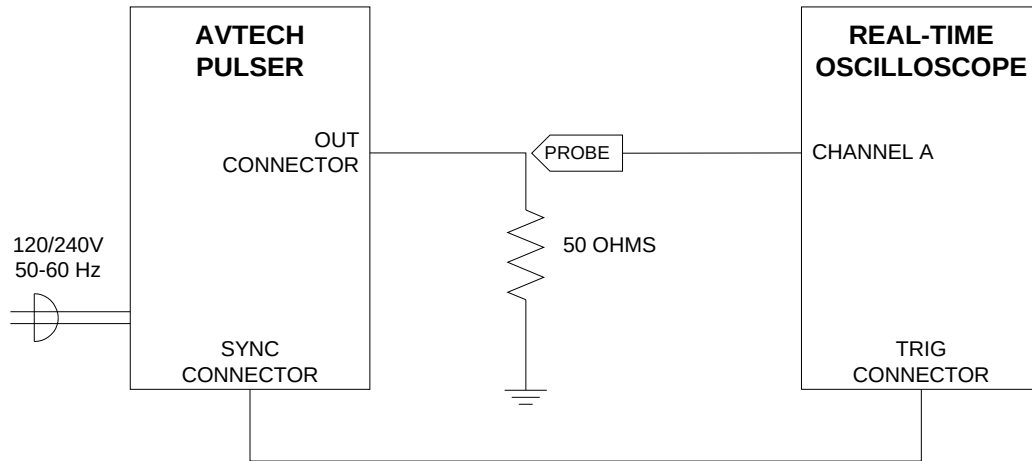 AVTECH
PULSER
REAL-TIME
OSCILLOSCOPE
OUT
CONNECTOR
PROBE
CHANNEL A
120/240V
50-60 Hz
50 OHMS
SYNC
CONNECTOR
TRIG
CONNECTOR